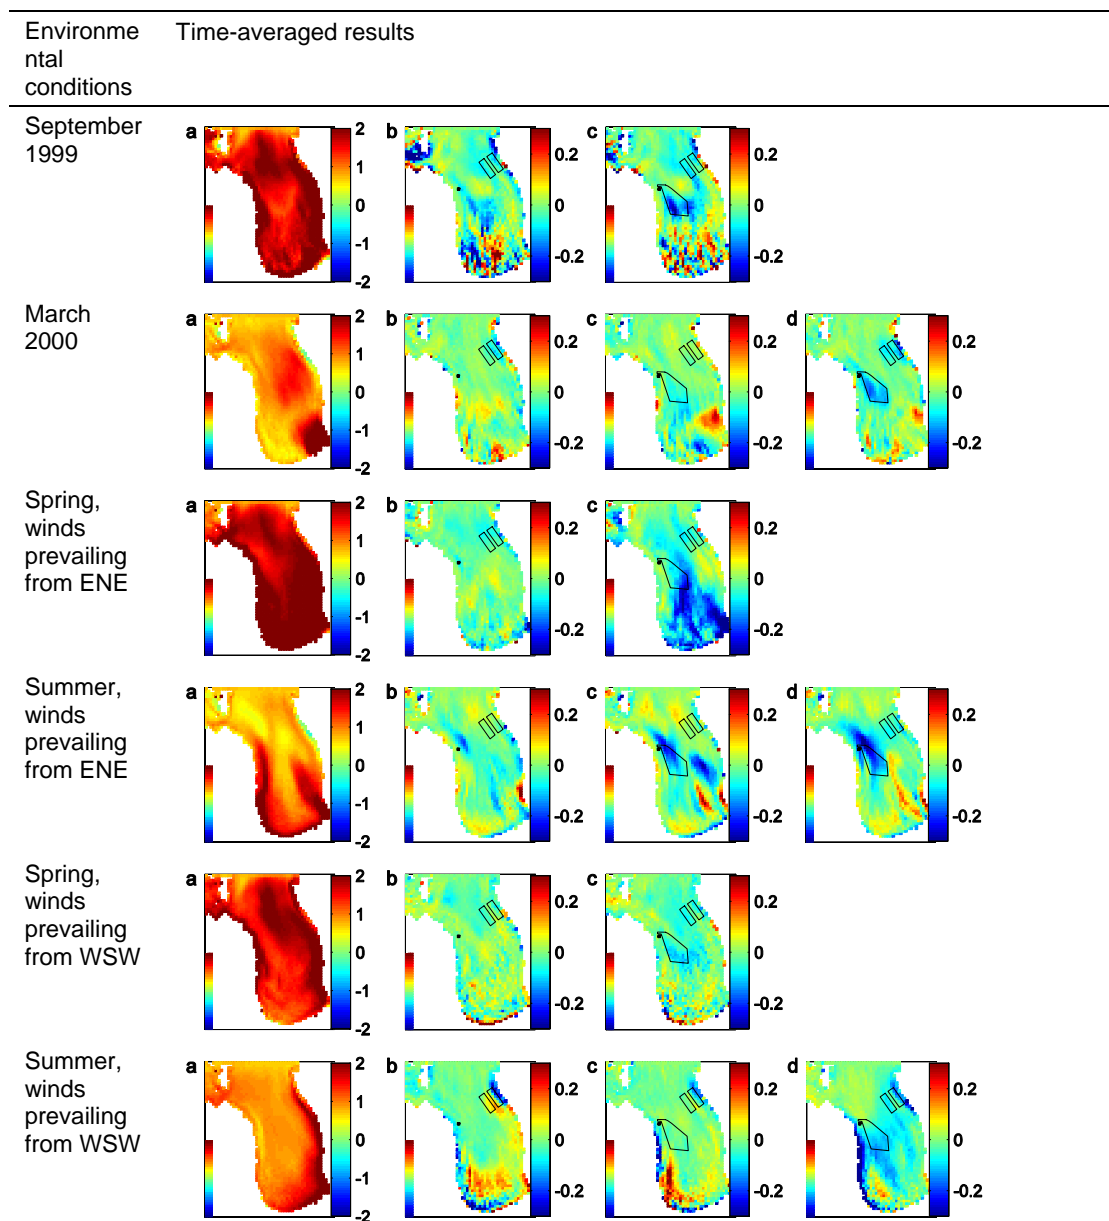 Environme
ntal
conditions
Time-averaged results
September
1999
a
2
1
0
-1
-2
b
0.2
0
-0.2
c
0.2
0
-0.2
March
2000
a
2
1
0
-1
-2
b
0.2
0
-0.2
c
0.2
0
-0.2
d
0.2
0
-0.2
Spring,
winds
prevailing
from ENE
a
2
1
0
-1
-2
b
0.2
0
-0.2
c
0.2
0
-0.2
Summer,
winds
prevailing
from ENE
a
2
1
0
-1
-2
b
0.2
0
-0.2
c
0.2
0
-0.2
d
0.2
0
-0.2
Spring,
winds
prevailing
from WSW
a
2
1
0
-1
-2
b
0.2
0
-0.2
c
0.2
0
-0.2
Summer,
winds
prevailing
from WSW
a
2
1
0
-1
-2
b
0.2
0
-0.2
c
0.2
0
-0.2
d
0.2
0
-0.2